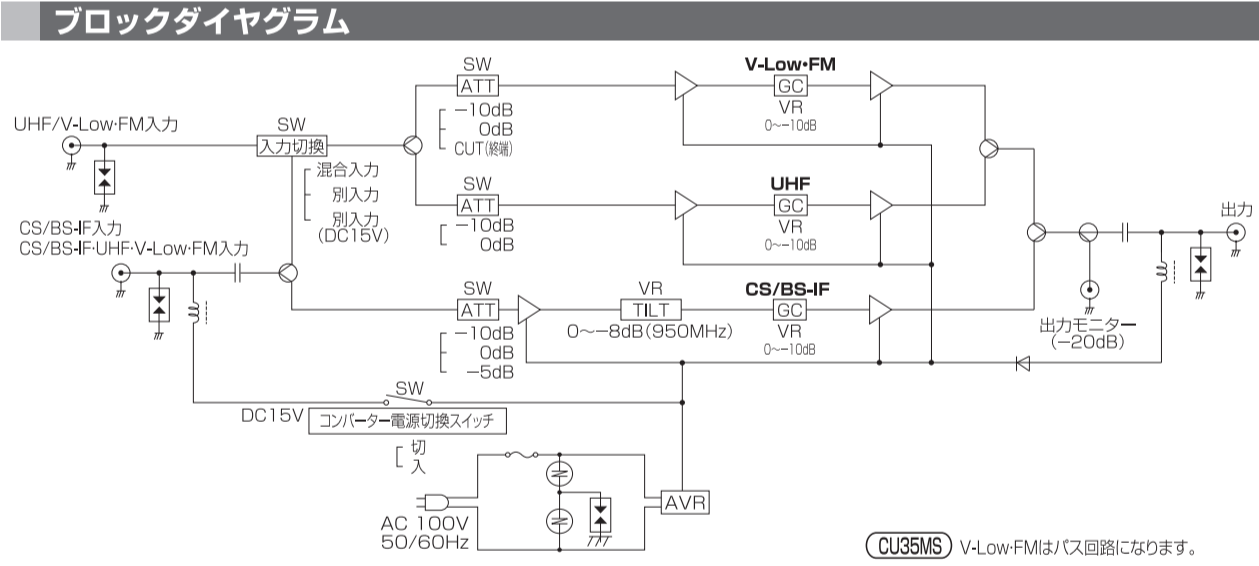 ブロックダイヤグラム
UHF/V-Low·FM入力
SW
入力切換
混合入力
別入力
別入力
(DC15V)
CS/BS-IF入力
CS/BS-IF·UHF·V-Low·FM入力
SW
ATT
−10dB
0dB
CUT(終端)
V-Low•FM
GC
VR
0〜−10dB
SW
ATT
−10dB
0dB
UHF
GC
VR
0〜−10dB
SW
ATT
−10dB
0dB
−5dB
VR
TILT
0〜−8dB(950MHz)
CS/BS-IF
GC
VR
0〜−10dB
出力
出力モニター
(−20dB)
SW
DC15V
コンバーター電源切換スイッチ
切
入
AC 100V
50/60Hz
AVR
CU35MS V-Low·FMはパス回路になります。